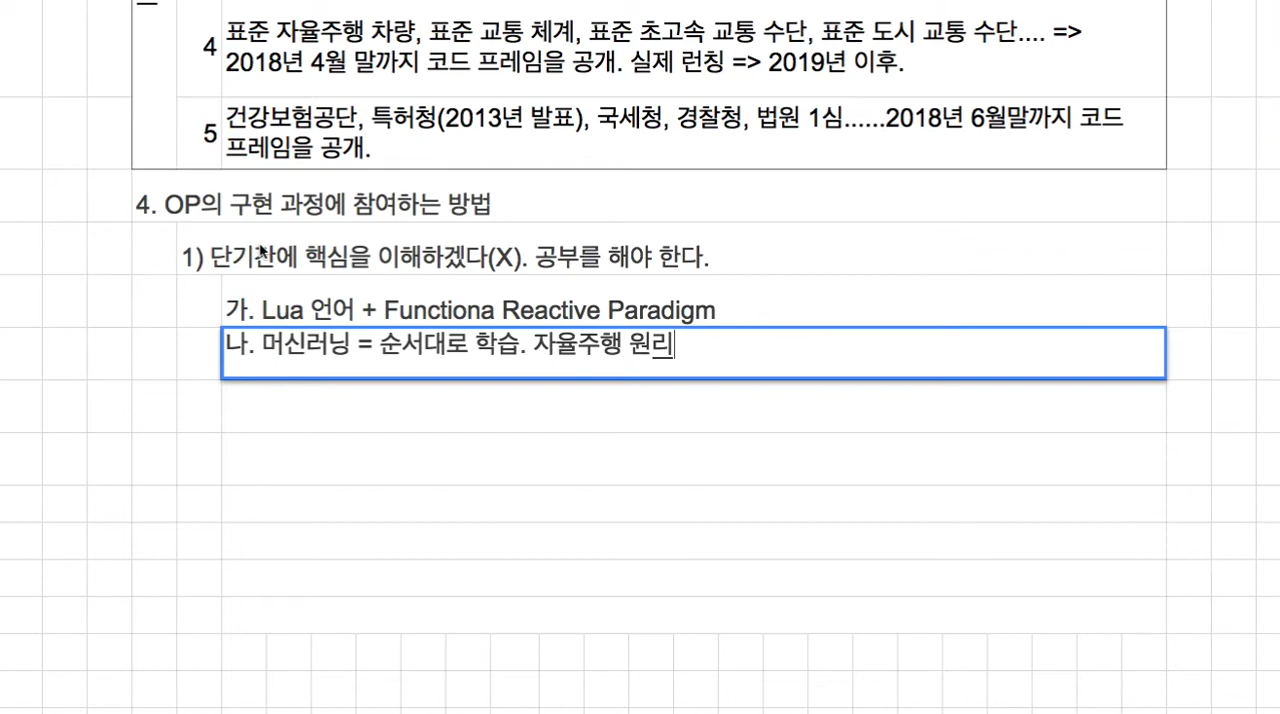 4 표준 자율주행 차량, 표준 교통 체계, 표준 초고속 교통 수단, 표준 도시 교통 수단.... =>
2018년 4월 말까지 코드 프레임을 공개. 실제 런칭 => 2019년 이후.
5 건강보험공단, 특허청(2013년 발표), 국세청, 경찰청, 법원 1심......2018년 6월말까지 코드
프레임을 공개.
4. OP의 구현 과정에 참여하는 방법
1) 단기간에 핵심을 이해하겠다(X). 공부를 해야 한다.
가. Lua 언어 + Functiona Reactive Paradigm
나. 머신러닝 = 순서대로 학습. 자율주행 원리